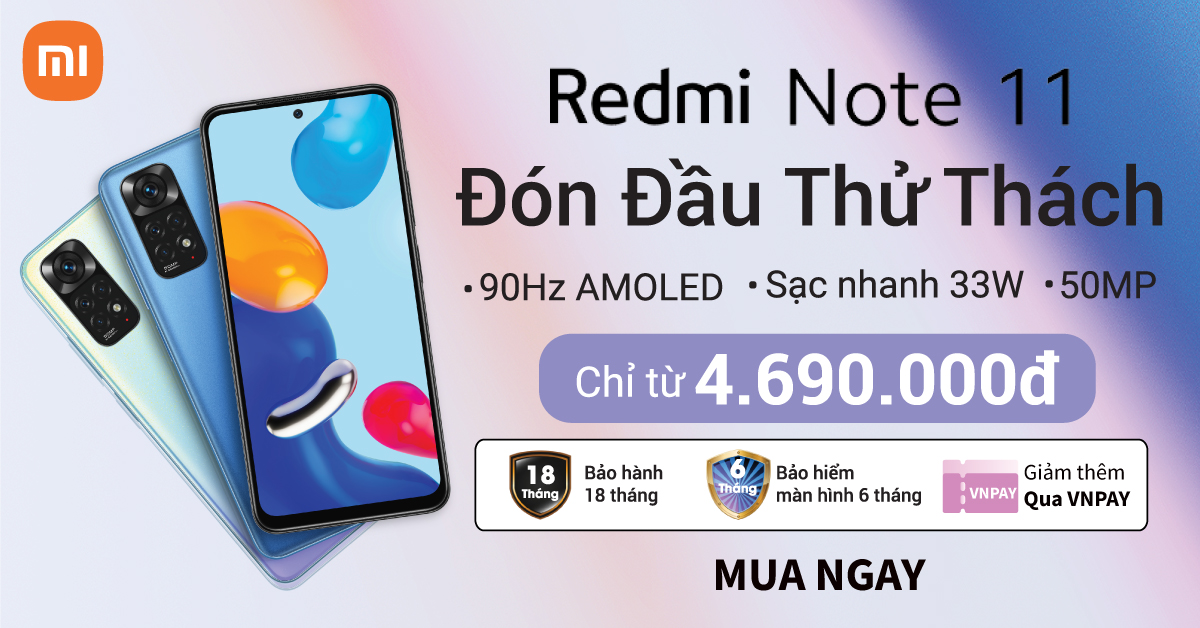 mi
Redmi Note 11
Đón Đầu Thử Thách
•90Hz AMOLED •Sạc nhanh 33W •50MP
Chỉ từ 4.690.000đ
18
Tháng
Bảo hành
18 tháng
6
Tháng
Bảo hiểm
màn hình 6 tháng
VNPAY
Giảm thêm
Qua VNPAY
MUA NGAY